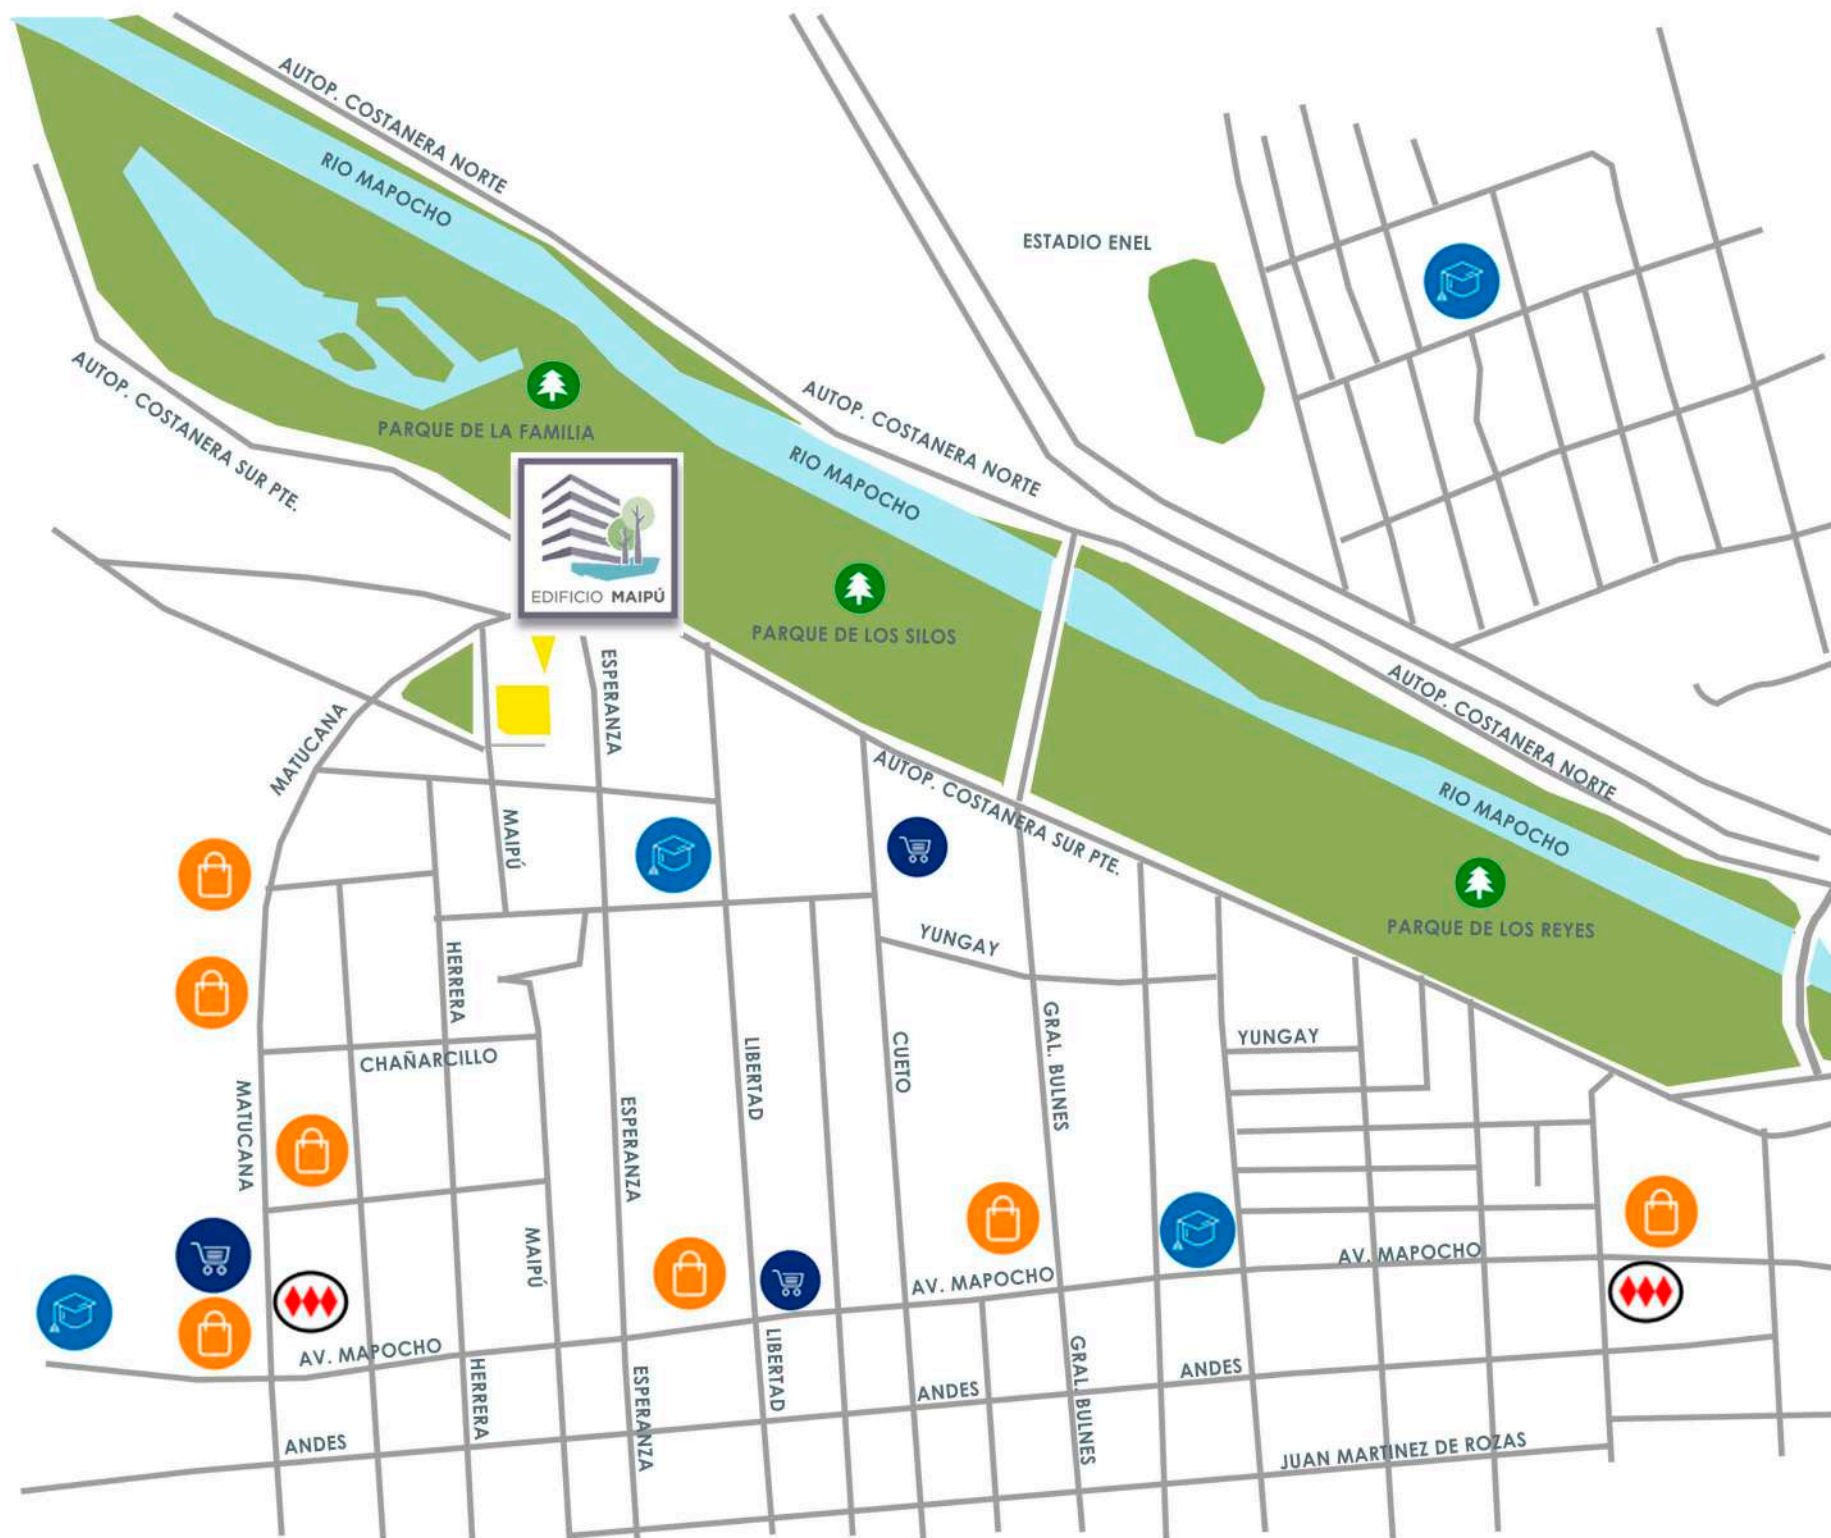 AUTOP. COSTANERA NORTE
RIO MAPOCHO
ESTADIO ENEL
AUTOP. COSTANERA SUR PTE.
PARQUE DE LA FAMILIA
AUTOP. COSTANERA NORTE
RIO MAPOCHO
EDIFICIO MAIPÚ
PARQUE DE LOS SILOS
ESPERANZA
MATUCANA
AUTOP. COSTANERA NORTE
AUTOP. COSTANERA SUR PTE.
RIO MAPOCHO
MAIPÚ
PARQUE DE LOS REYES
YUNGAY
HERRERA
CHAÑARCILLO
LIBERTAD
CUETO
GRAL. BULNES
YUNGAY
MATUCANA
ESPERANZA
MAIPÚ
AV. MAPOCHO
AV. MAPOCHO
AV. MAPOCHO
HERRERA
ESPERANZA
LIBERTAD
ANDES
GRAL. BULNES
ANDES
ANDES
JUAN MARTINEZ DE ROZAS